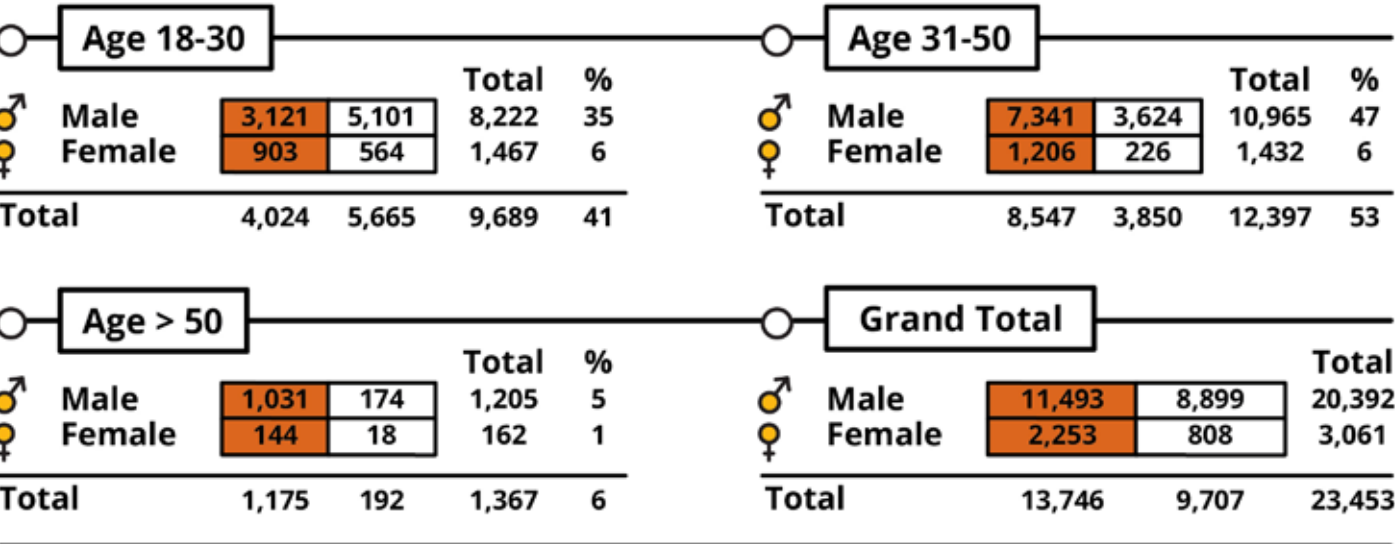 Age 18-30
Total %
Male 3,121 5,101 8,222 35
Female 903 564 1,467 6
Total 4,024 5,665 9,689 41
Age 31-50
Total %
Male 7,341 3,624 10,965 47
Female 1,206 226 1,432 6
Total 8,547 3,850 12,397 53
Age > 50
Total %
Male 1,031 174 1,205 5
Female 144 18 162 1
Total 1,175 192 1,367 6
Grand Total
Total
Male 11,493 8,899 20,392
Female 2,253 808 3,061
Total 13,746 9,707 23,453